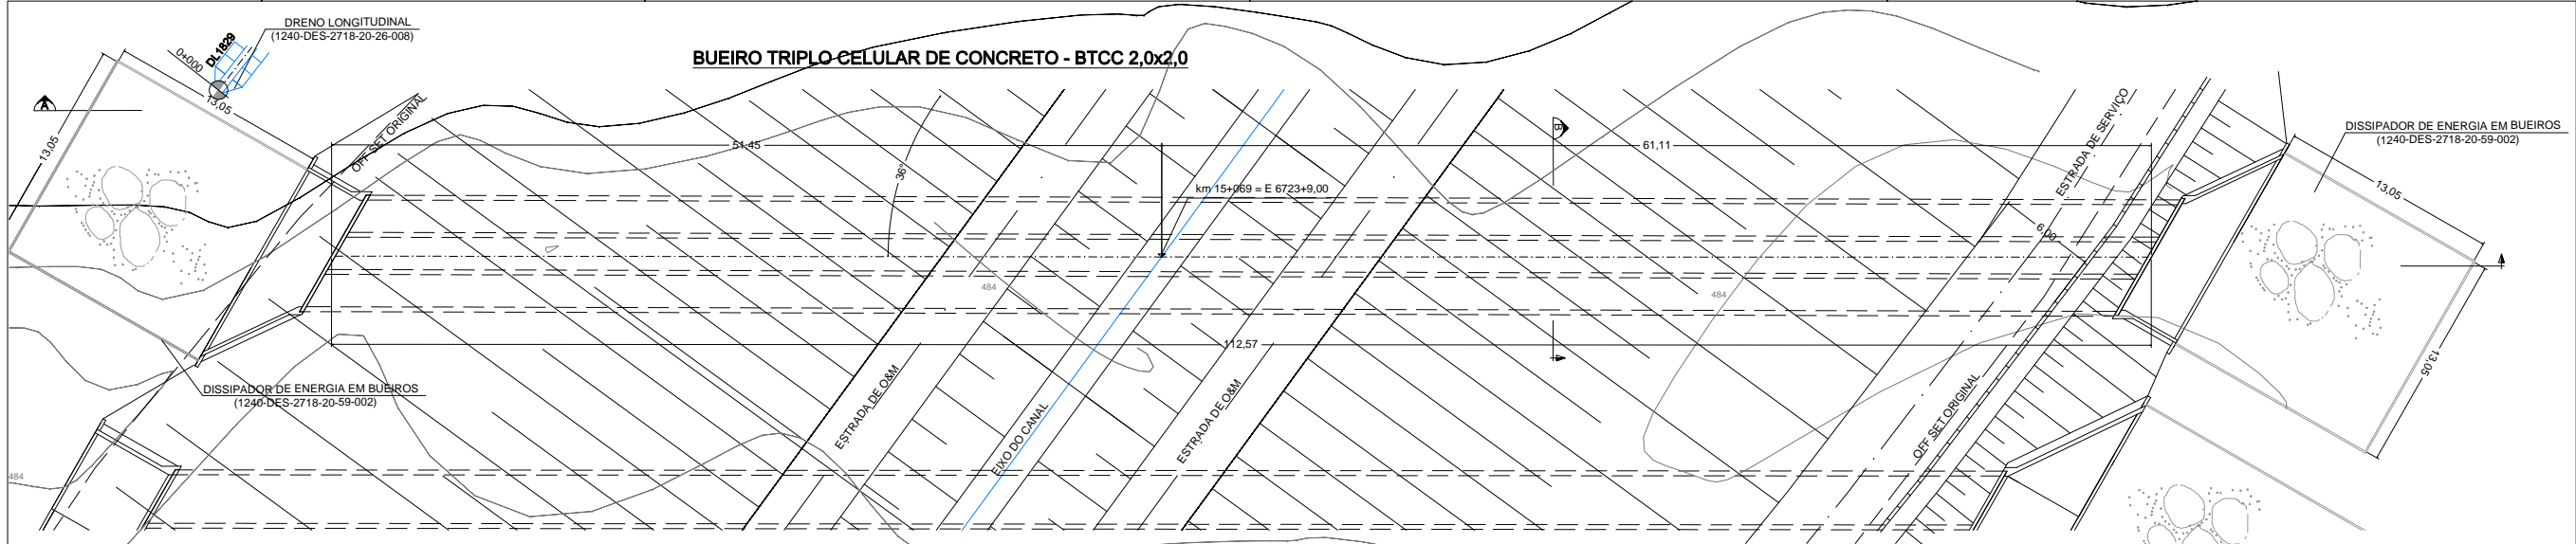 DRENO LONGITUDINAL
(1240-DES-2718-20-26-008)
DL1829
0+000
BUEIRO TRIPLO CELULAR DE CONCRETO - BTCC 2,0x2,0
A
13,05
13,05
OFF SET ORIGINAL
51,45
36°
km 15+069 = E 6723+9,00
B
61,11
ESTRADA DE SERVIÇO
DISSIPADOR DE ENERGIA EM BUEIROS
(1240-DES-2718-20-59-002)
13,05
6,00
484
484
112,57
13,05
DISSIPADOR DE ENERGIA EM BUEIROS
(1240-DES-2718-20-59-002)
ESTRADA DE O&M
EIXO DO CANAL
ESTRADA DE O&M
OFF SET ORIGINAL
484